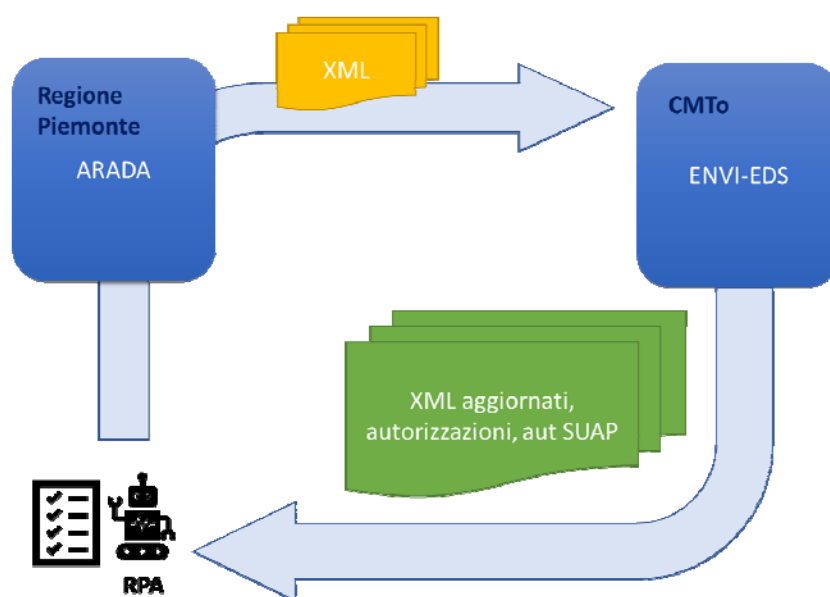 XML
Regione
Piemonte
ARADA
CMTo
ENVI-EDS
XML aggiornati,
autorizzazioni, aut SUAP
RPA